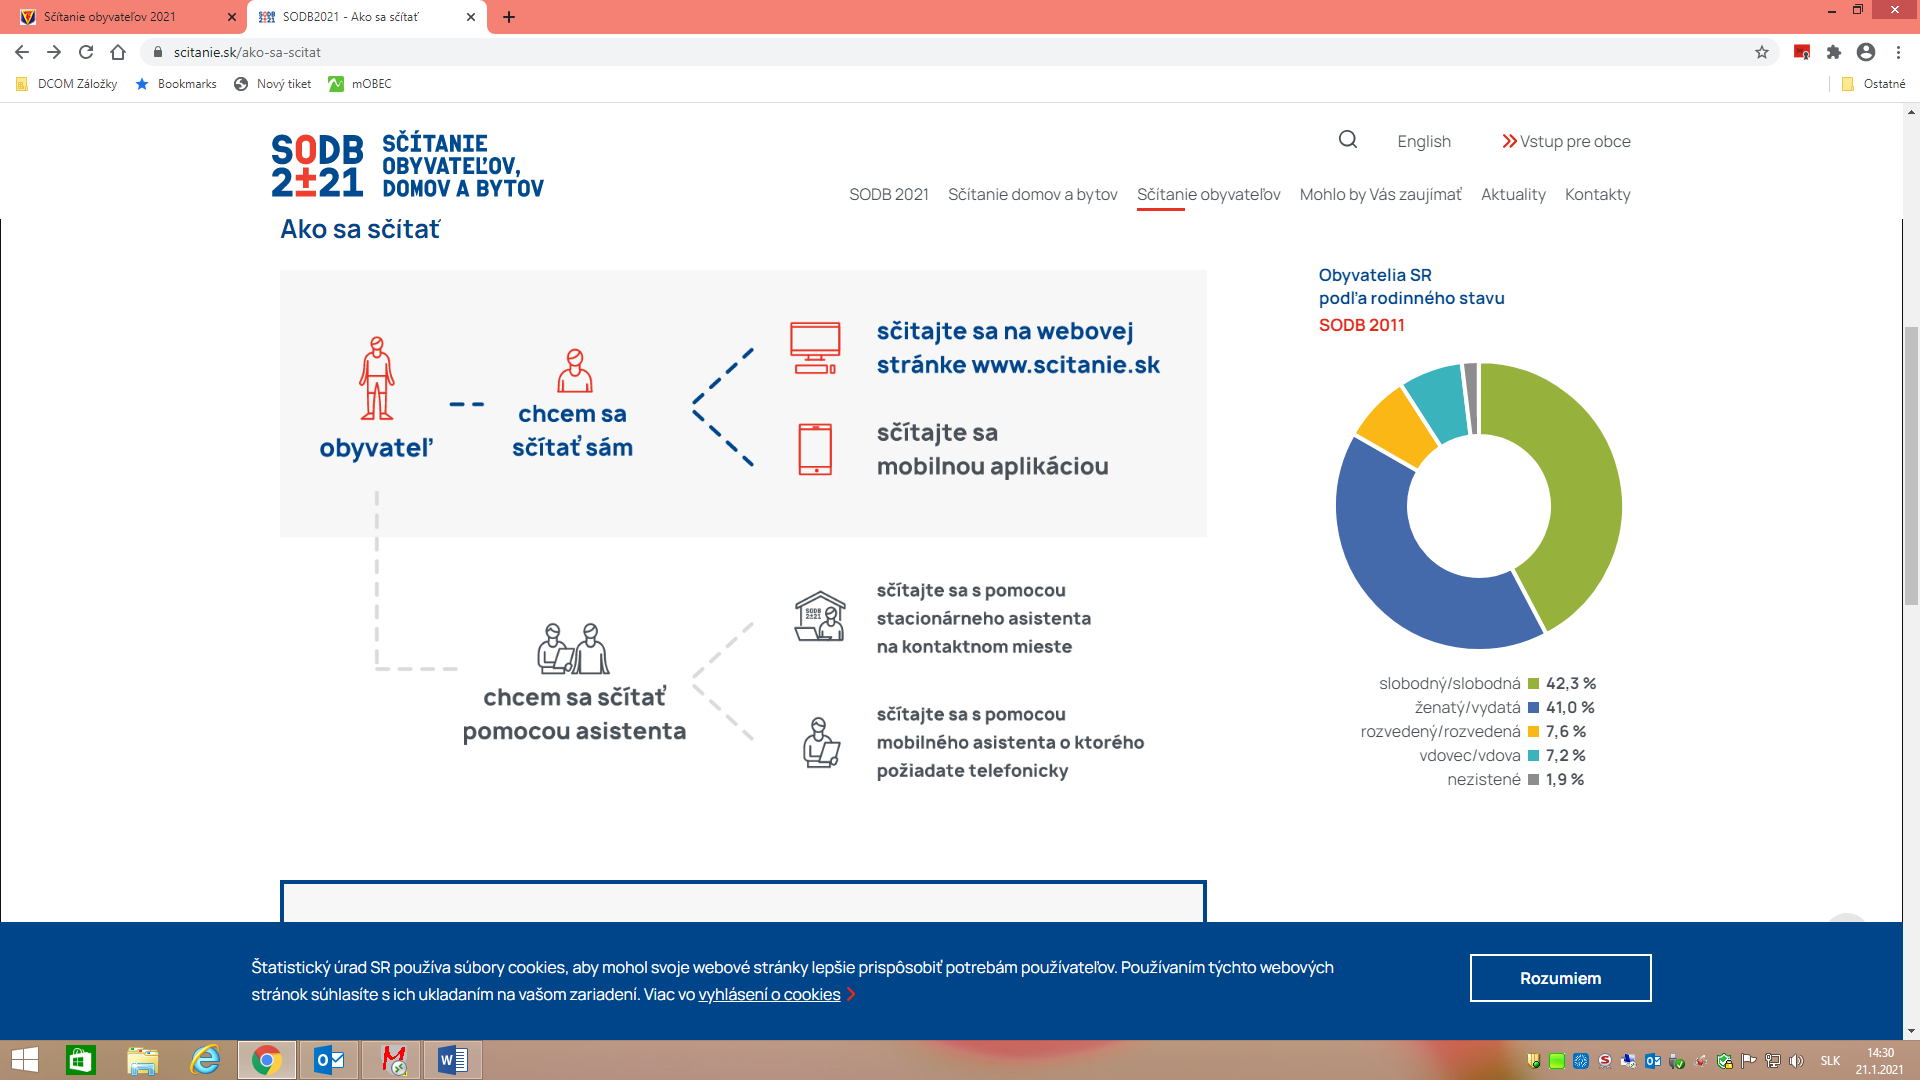 Sčítanie obyvateľov 2021
SODB2021 - Ako sa sčítať
scitanie.sk/ako-sa-scitat
DCOM Záložky
Bookmarks
Nový tiket
mOBEC
Ostatné
SODB
2±21
SČÍTANIE
OBYVATEĽOV,
DOMOV A BYTOV
English
Vstup pre obce
SODB 2021
Sčítanie domov a bytov
Sčítanie obyvateľov
Mohlo by Vás zaujímať
Aktuality
Kontakty
Ako sa sčítať
obyvateľ
chcem sa
sčítať sám
sčitajte sa na webovej
stránke www.scitanie.sk
sčítajte sa
mobilnou aplikáciou
chcem sa sčítať
pomocou asistenta
SODB
2±21
sčítajte sa s pomocou
stacionárneho asistenta
na kontaktnom mieste
sčítajte sa s pomocou
mobilného asistenta o ktorého
požiadate telefonicky
Obyvatelia SR
podľa rodinného stavu
SODB 2011
slobodný/slobodná 42,3 %
ženatý/vydatá 41,0 %
rozvedený/rozvedená 7,6 %
vdovec/vdova 7,2 %
nezistené 1,9 %
Štatistický úrad SR používa súbory cookies, aby mohol svoje webové stránky lepšie prispôsobiť potrebám používateľov. Používaním týchto webových
stránok súhlasíte s ich ukladaním na vašom zariadení. Viac vo vyhlásení o cookies
Rozumiem
SLK
14:30
21.1.2021